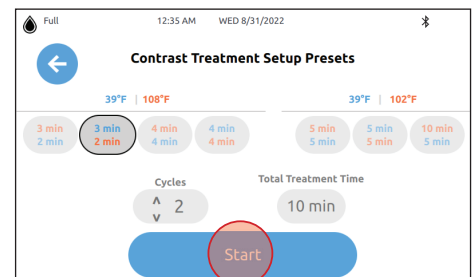 Full 12:35 AM WED 8/31/2022
Contrast Treatment Setup Presets
39°F | 108°F 39°F | 102°F
3 min 3 min 4 min 4 min 5 min 5 min 10 min
2 min 2 min 4 min 4 min 5 min 5 min 5 min
Cycles Total Treatment Time
2 10 min
Start